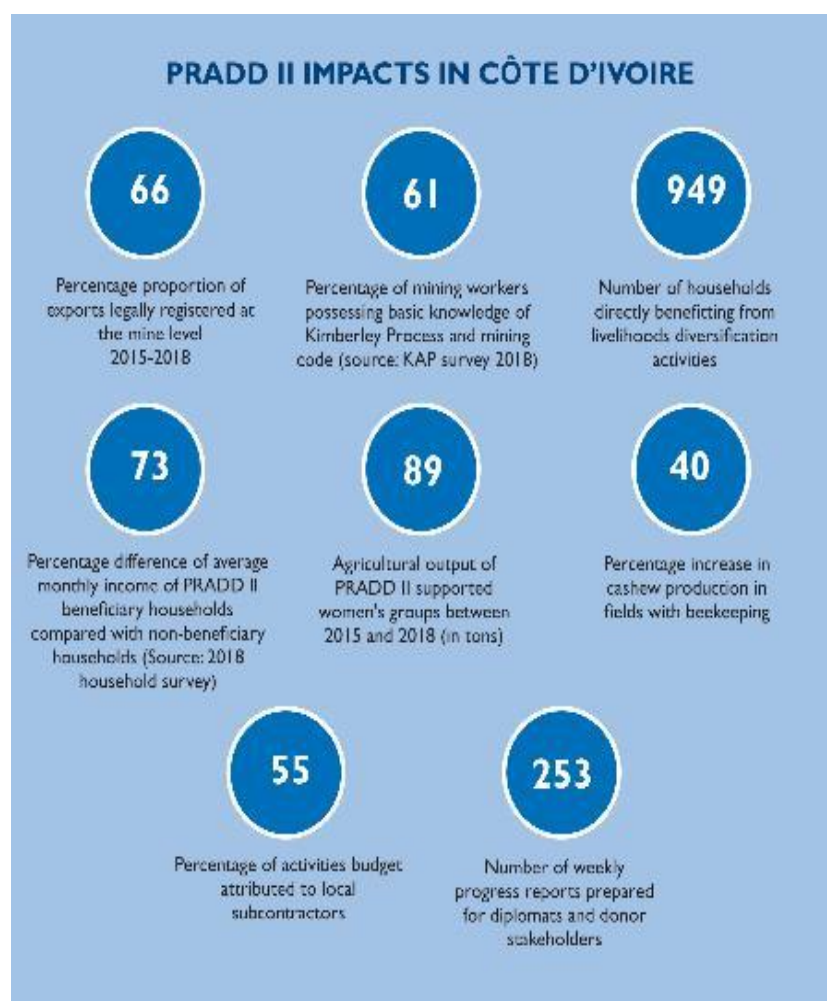 PRADD II IMPACTS IN CÔTE D'IVOIRE
66
Percentage proportion of
exports legally registered at
the mine level
2015-2018
61
Percentage of mining workers
possessing basic knowledge of
Kimberley Process and mining
code (source: KAP survey 2018)
949
Number of households
directly benefitting from
livelihoods diversification
activities
73
Percentage difference of average
monthly income of PRADD II
beneficiary households
compared with non-beneficiary
households (Source: 2018
household survey)
89
Agricultural output of
PRADD II supported
women's groups between
2015 and 2018 (in tons)
40
Percentage increase in
cashew production in
fields with beekeeping
55
Percentage of activities budget
attributed to local
subcontractors
253
Number of weekly
progress reports prepared
for diplomats and donor
stakeholders